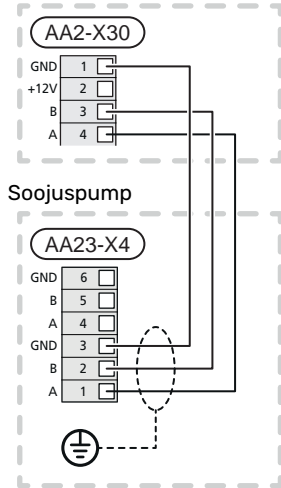 AA2-X30
GND 1
+12V 2
B 3
A 4
Soojuspump
AA23-X4
GND 6
B 5
A 4
GND 3
B 2
A 1